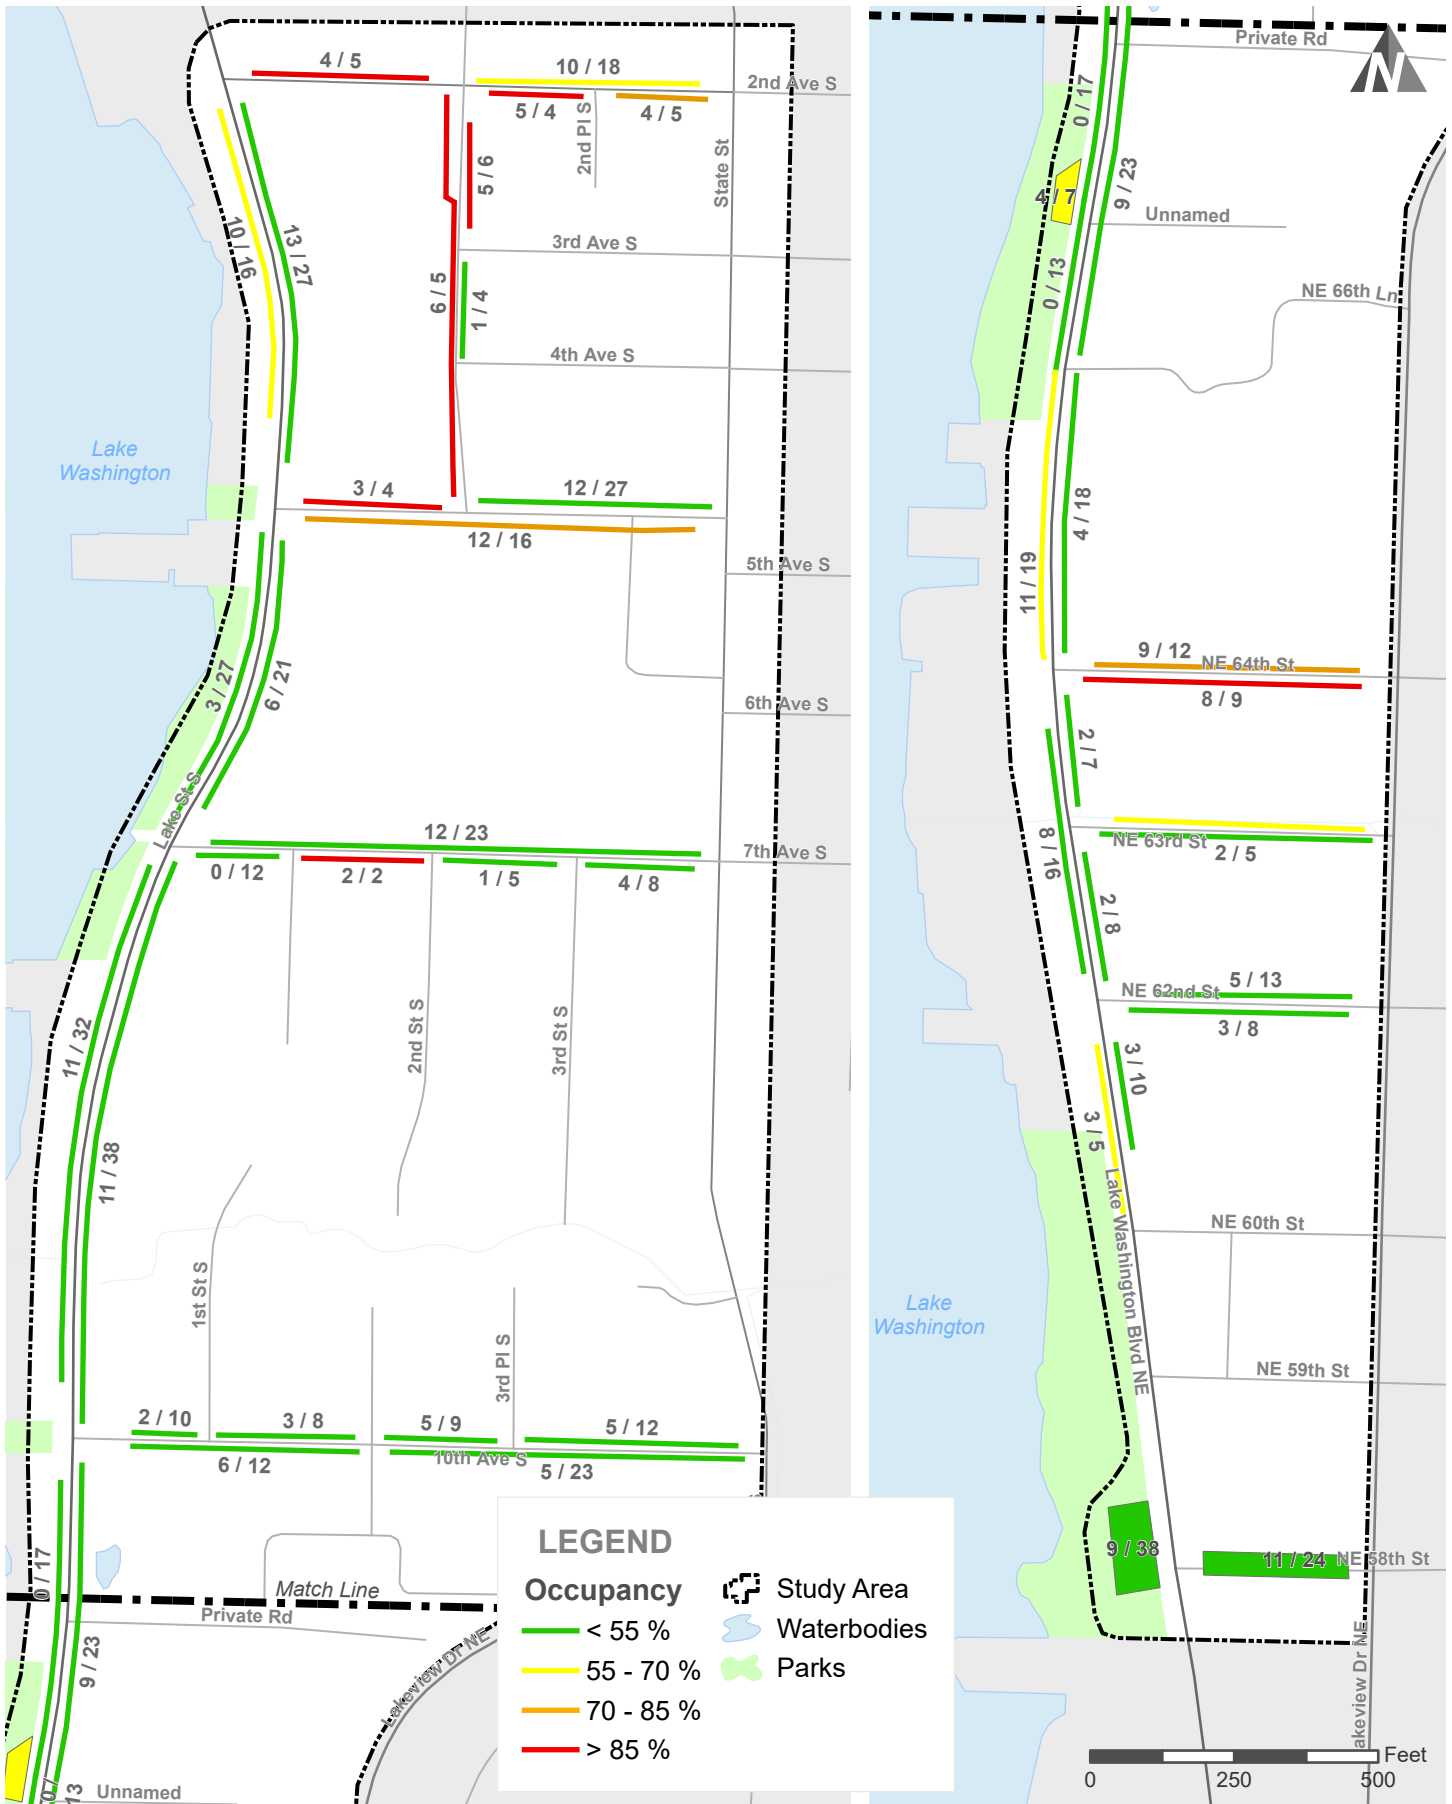 4 / 5
10 / 18
2nd Ave S
5 / 4
4 / 5
2nd Pl S
State St
5 / 6
10 / 16
13 / 27
3rd Ave S
6 / 5
1 / 4
4th Ave S
Lake
Washington
3 / 4
12 / 27
12 / 16
5th Ave S
3 / 27
6 / 21
6th Ave S
Lake St S
12 / 23
7th Ave S
0 / 12
2 / 2
1 / 5
4 / 8
11 / 32
2nd St S
3rd St S
11 / 38
1st St S
3rd Pl S
2 / 10
3 / 8
5 / 9
5 / 12
6 / 12
10th Ave S
5 / 23
0 / 17
Match Line
Private Rd
9 / 23
Lakeview Dr NE
Unnamed
13
LEGEND
Occupancy
< 55 %
55 - 70 %
70 - 85 %
> 85 %
Study Area
Waterbodies
Parks
Private Rd
N
0 / 17
9 / 23
4 / 7
Unnamed
0 / 13
NE 66th Ln
4 / 18
11 / 19
9 / 12
NE 64th St
8 / 9
2 / 7
8 / 16
NE 63rd St
2 / 5
2 / 8
5 / 13
NE 62nd St
3 / 8
3 / 10
3 / 5
Lake Washington Blvd NE
NE 60th St
Lake
Washington
NE 59th St
9 / 38
11 / 24
NE 58th St
akeview Dr NE
Feet
0
250
500